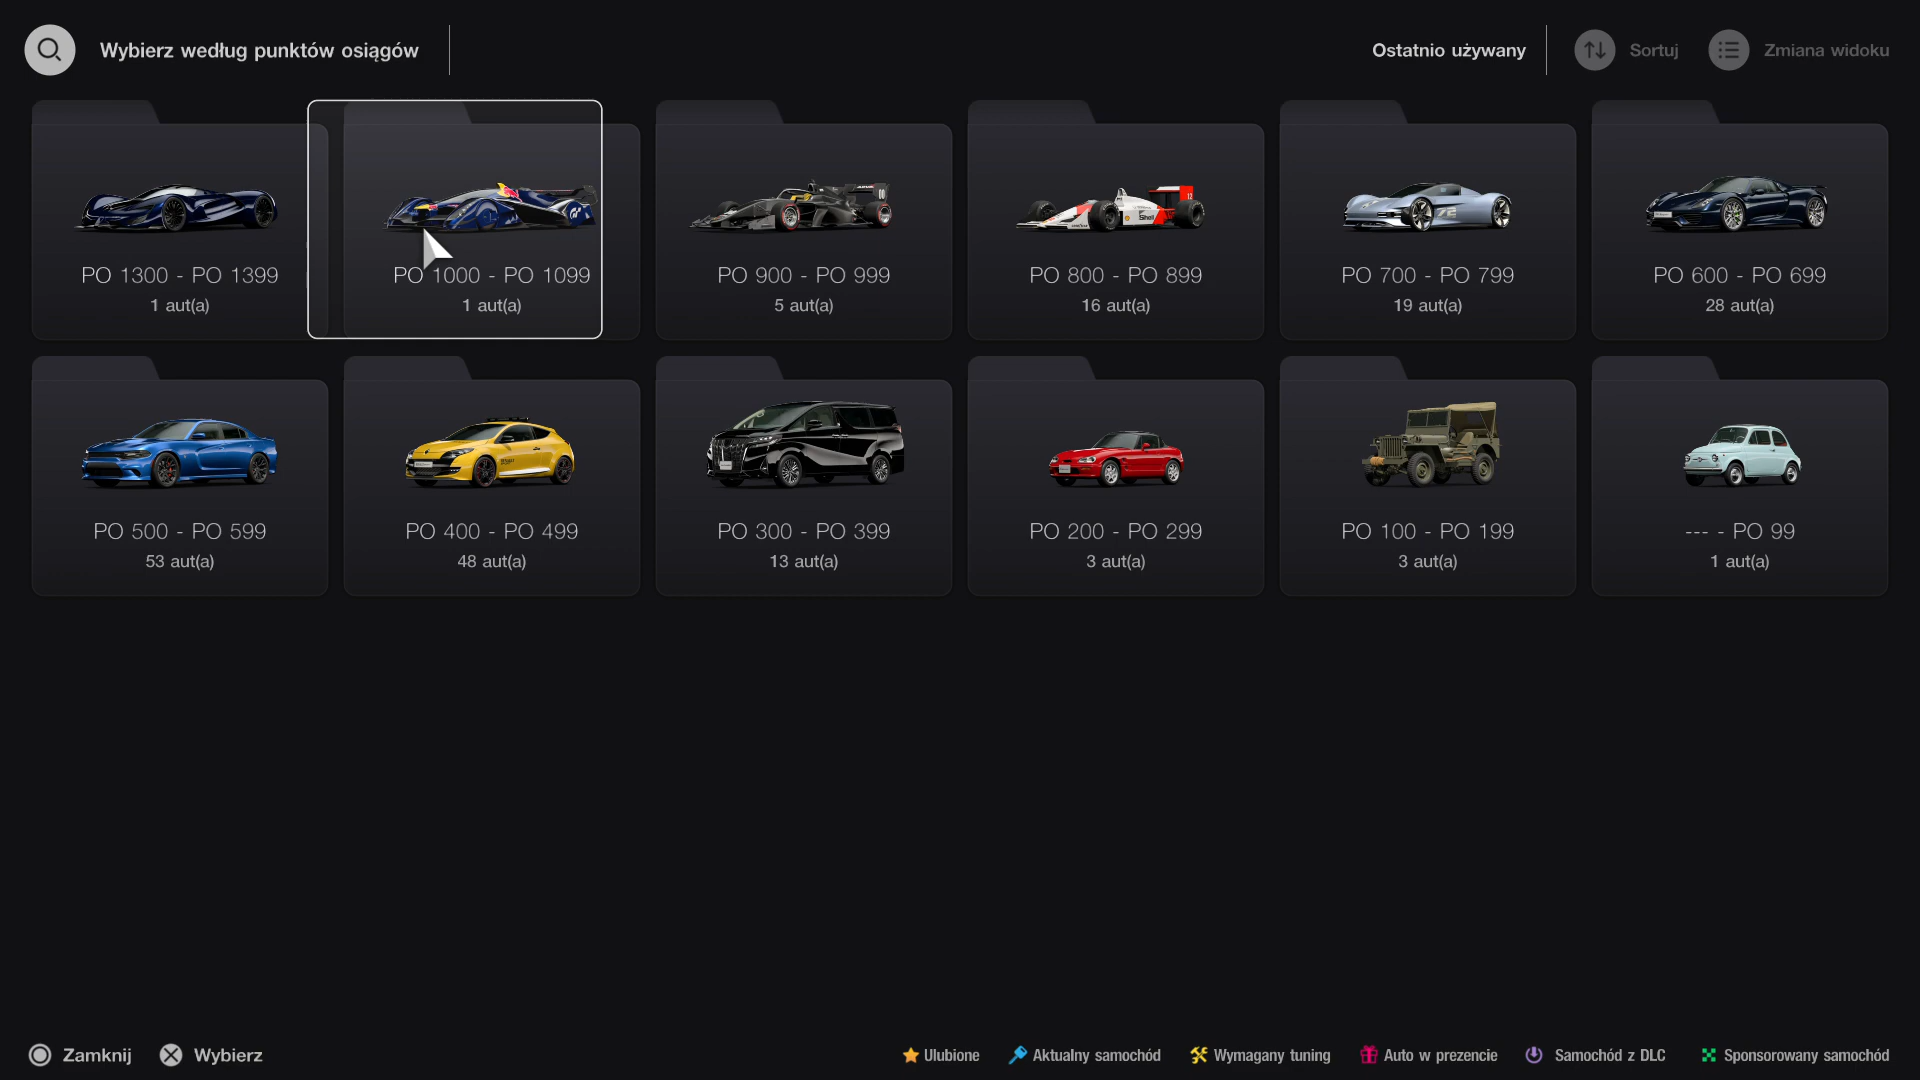 Wybierz według punktów osiągów
Ostatnio używany
Sortuj
Zmiana widoku
PO 1300 - PO 1399
1 aut(a)
PO 1000 - PO 1099
1 aut(a)
PO 900 - PO 999
5 aut(a)
PO 800 - PO 899
16 aut(a)
PO 700 - PO 799
19 aut(a)
PO 600 - PO 699
28 aut(a)
PO 500 - PO 599
53 aut(a)
PO 400 - PO 499
48 aut(a)
PO 300 - PO 399
13 aut(a)
PO 200 - PO 299
3 aut(a)
PO 100 - PO 199
3 aut(a)
--- - PO 99
1 aut(a)
Zamknij
Wybierz
Ulubione
Aktualny samochód
Wymagany tuning
Auto w prezencie
Samochód z DLC
Sponsorowany samochód